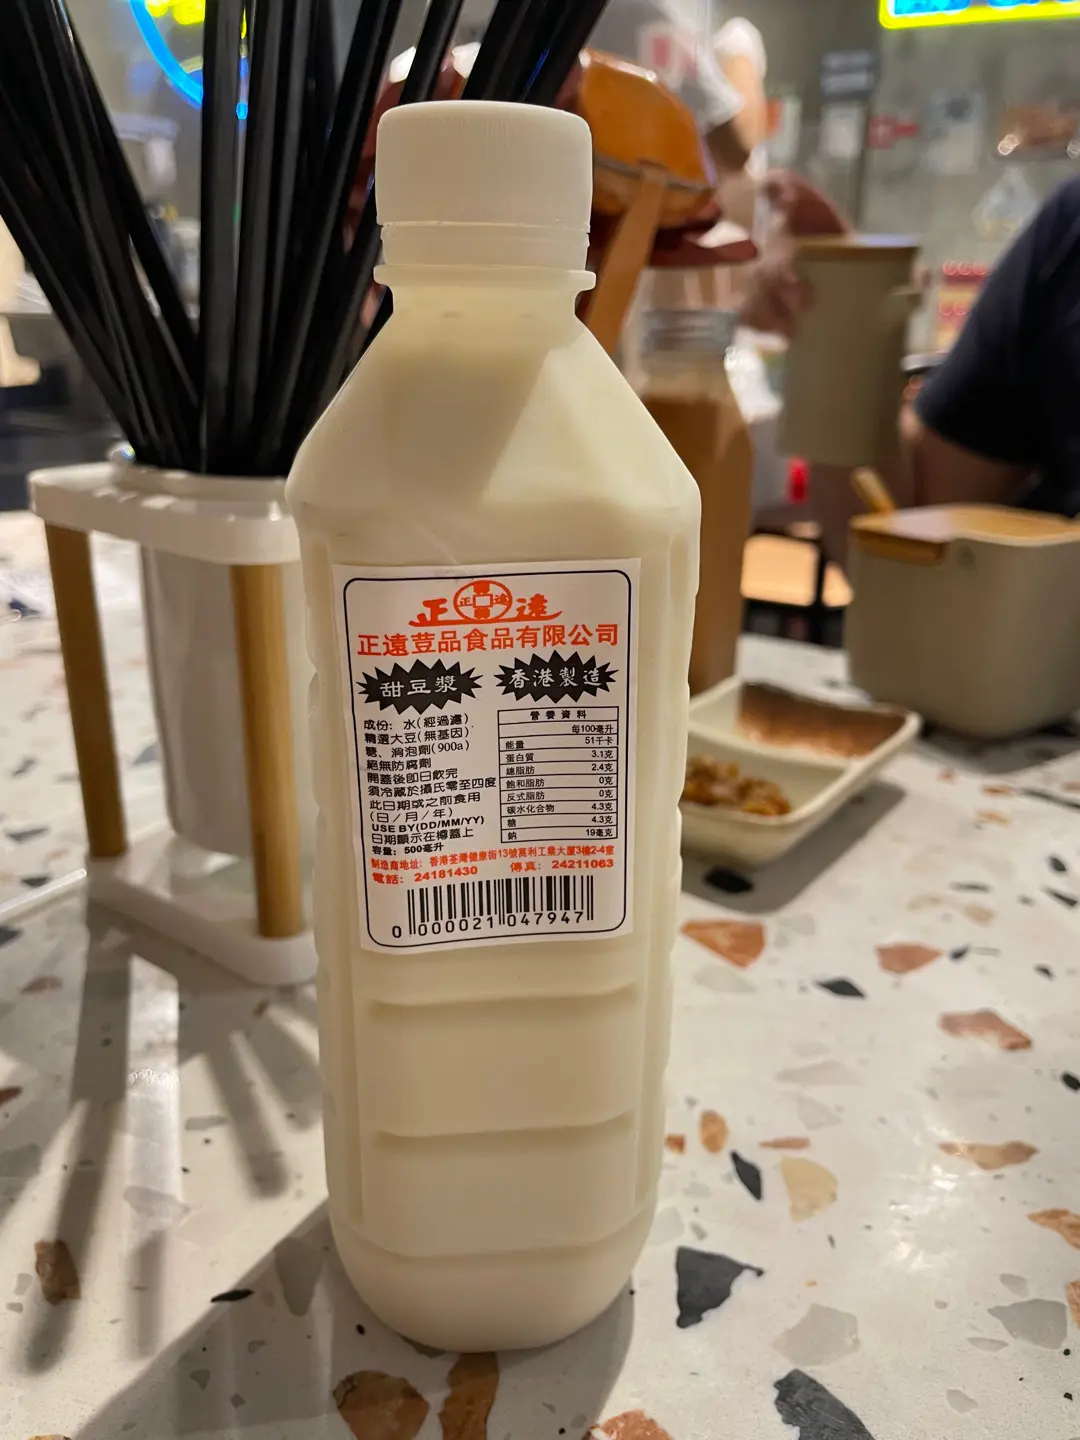 正 正遠 遠
正遠荳品食品有限公司
甜豆漿
香港製造
成份: 水(經過濾)
精選大豆(無基因)
糖、消泡劑(900a)
絕無防腐劑
開蓋後即日飲完
須冷藏於攝氏零至四度
此日期或之前食用
(日/月/年)
USE BY(DD/MM/YY)
日期顯示在樽蓋上
容量: 500毫升
營養資料
每100毫升
能量 51千卡
蛋白質 3.1克
總脂肪 2.4克
飽和脂肪 0克
反式脂肪 0克
碳水化合物 4.3克
糖 4.3克
鈉 19毫克
制造商地址: 香港荃灣健康街13號萬利工業大廈3樓2-4室
電話: 24181430 傳真: 24211063
0 000021 047947